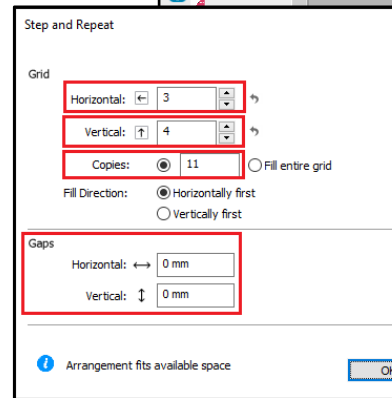 Step and Repeat
Grid
Horizontal: 3
Vertical: 4
Copies: 11 Fill entire grid
Fill Direction: Horizontally first
Vertically first
Gaps
Horizontal: 0 mm
Vertical: 0 mm
Arrangement fits available space